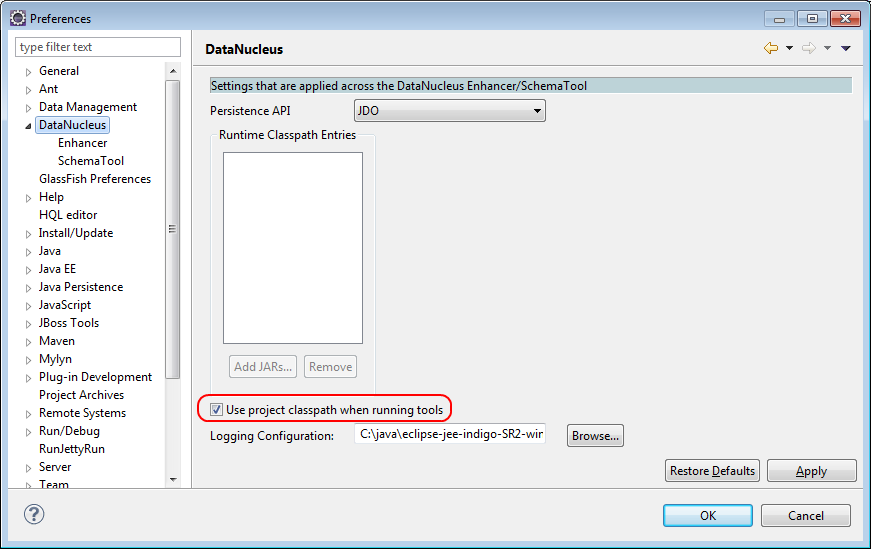 Preferences
type filter text
General
Ant
Data Management
DataNucleus
Enhancer
SchemaTool
GlassFish Preferences
Help
HQL editor
Install/Update
Java
Java EE
Java Persistence
JavaScript
JBoss Tools
Maven
Mylyn
Plug-in Development
Project Archives
Remote Systems
Run/Debug
RunJettyRun
Server
Team
DataNucleus
Settings that are applied across the DataNucleus Enhancer/SchemaTool
Persistence API JDO
Runtime Classpath Entries
Add JARs... Remove
Use project classpath when running tools
Logging Configuration: C:\java\eclipse-jee-indigo-SR2-win Browse...
Restore Defaults Apply
OK Cancel